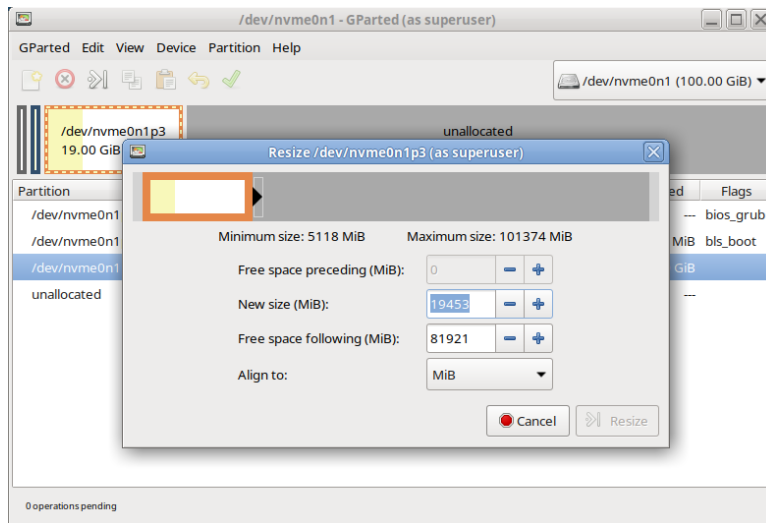 /dev/nvme0n1 - GParted (as superuser)
GParted Edit View Device Partition Help
/dev/nvme0n1 (100.00 GiB)
/dev/nvme0n1p3
19.00 GiB
unallocated
Resize /dev/nvme0n1p3 (as superuser)
Minimum size: 5118 MiB Maximum size: 101374 MiB
Free space preceding (MiB): 0
New size (MiB): 19453
Free space following (MiB): 81921
Align to: MiB
Cancel Resize
Partition ed Flags
/dev/nvme0n1 --- bios_grub
/dev/nvme0n1 MiB bls_boot
/dev/nvme0n1 GiB
unallocated ---
0 operations pending